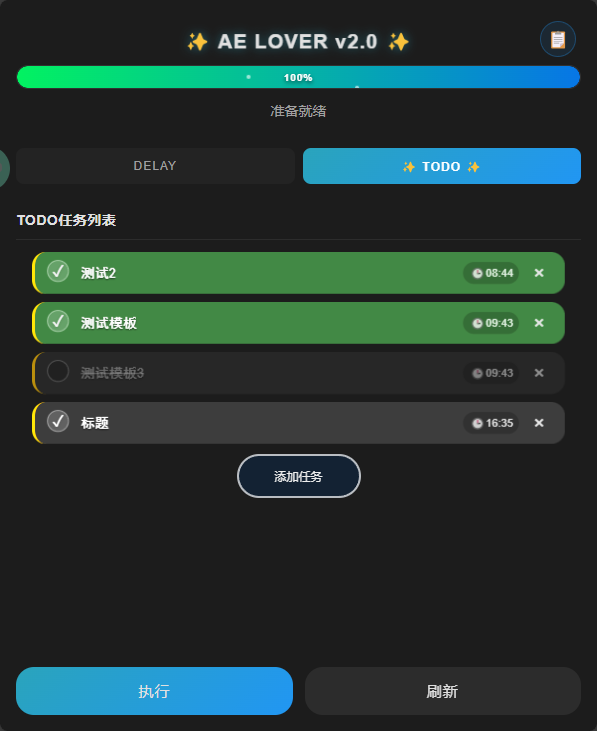 ✨ AE LOVER v2.0 ✨
100%
准备就绪
DELAY
✨ TODO ✨
TODO任务列表
测试2 08:44 ×
测试模板 09:43 ×
测试模板3 09:43 ×
标题 16:35 ×
添加任务
执行
刷新